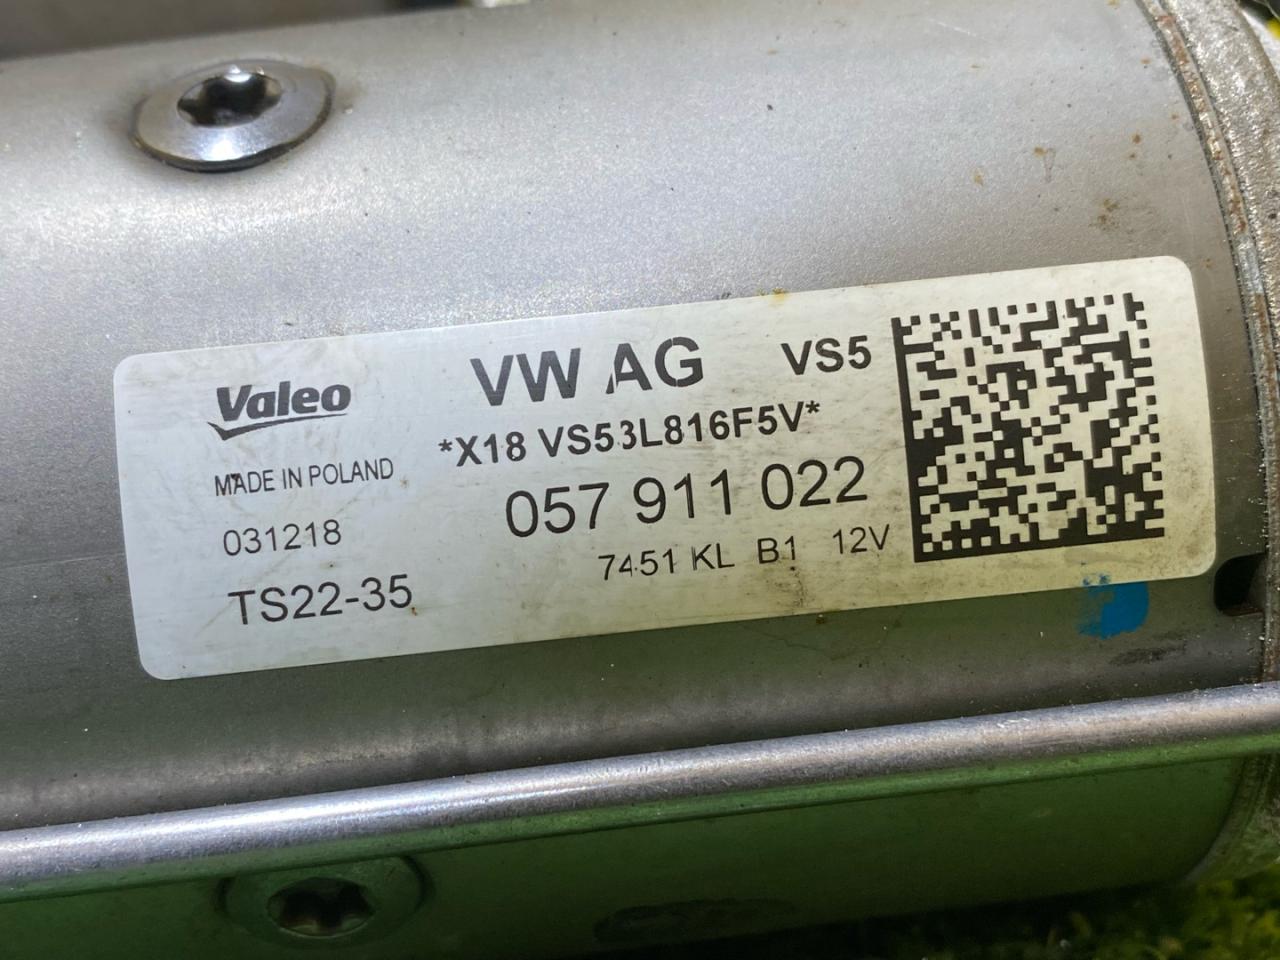 Valeo
VW AG VS5
*X18 VS53L816F5V*
MADE IN POLAND
057 911 022
031218
7451 KL B1 12V
TS22-35